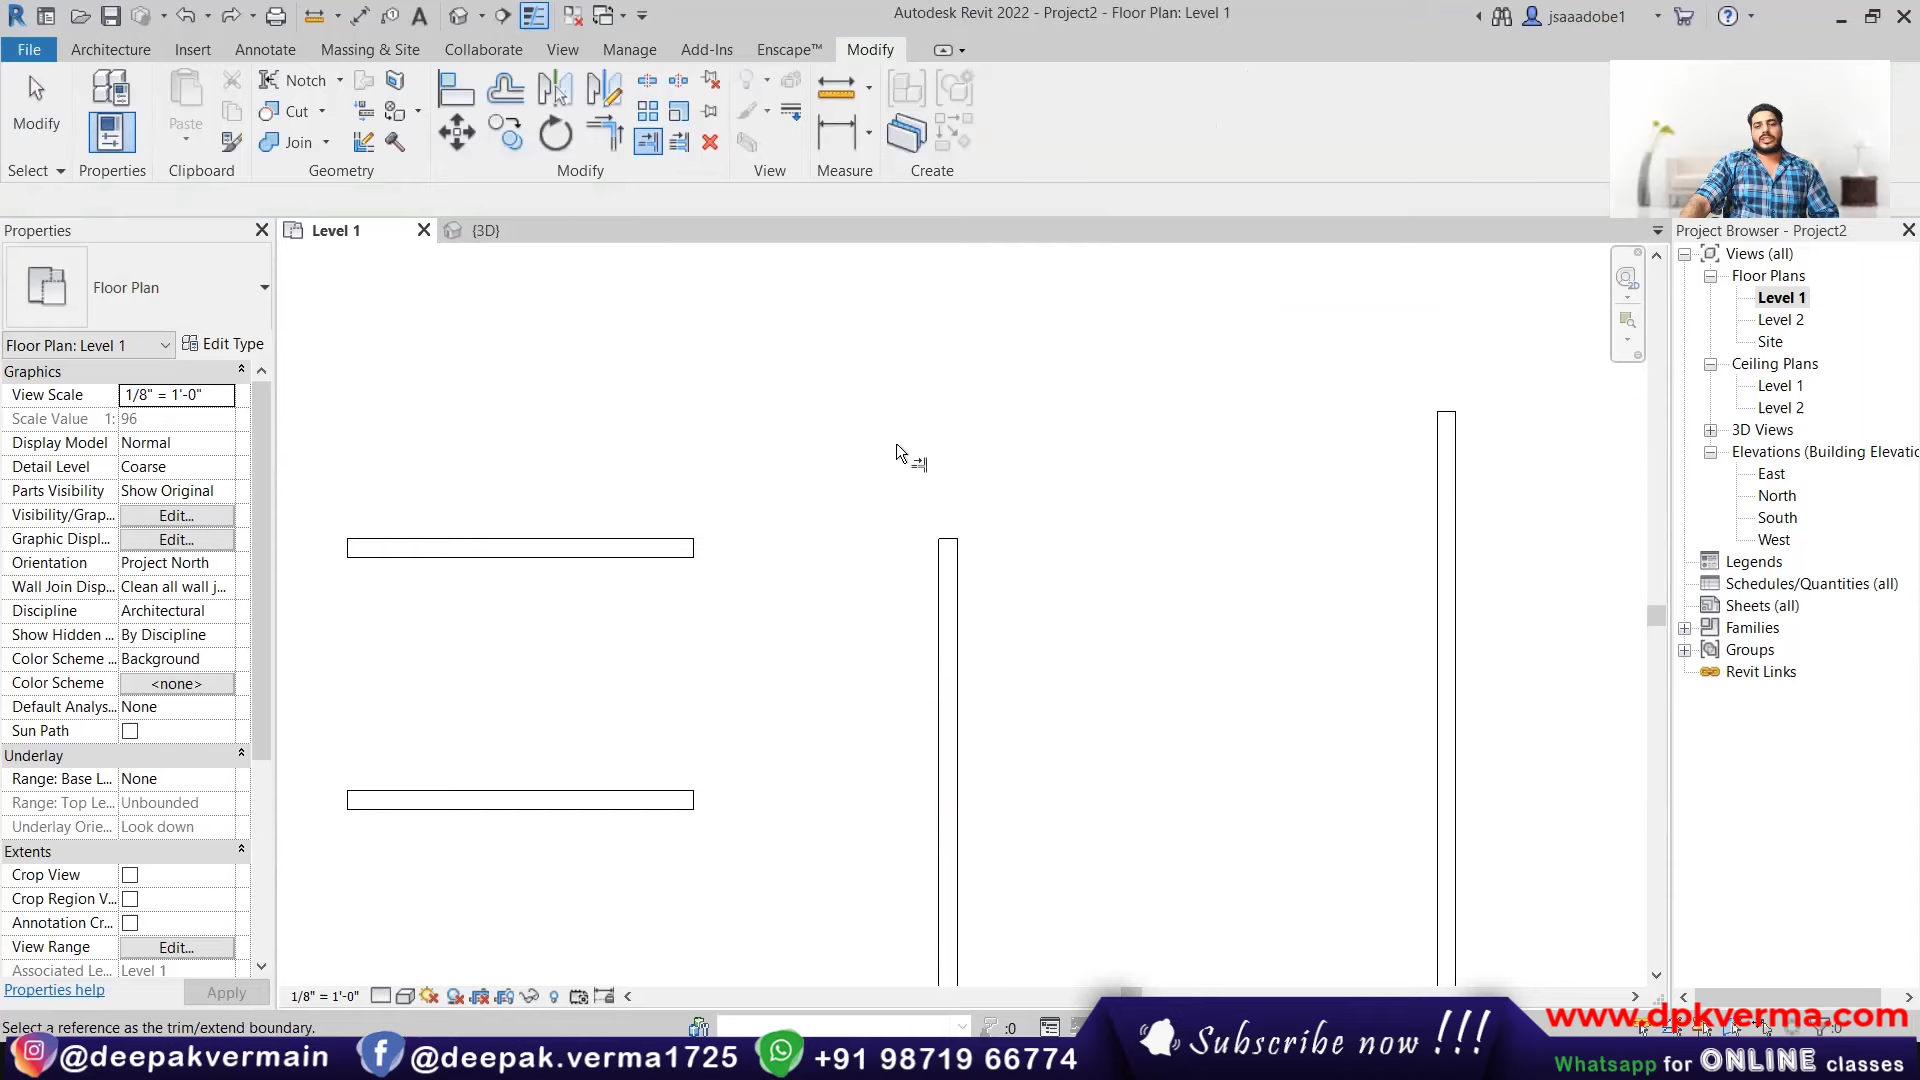 Autodesk Revit 2022 - Project2 - Floor Plan: Level 1
jsaaadobe1
File Architecture Insert Annotate Massing & Site Collaborate View Manage Add-Ins Enscape™ Modify
Modify
Paste
Notch
Cut
Join
Select Properties Clipboard Geometry Modify View Measure Create
Properties
Floor Plan
Floor Plan: Level 1 Edit Type
Graphics
View Scale 1/8" = 1'-0"
Scale Value 1: 96
Display Model Normal
Detail Level Coarse
Parts Visibility Show Original
Visibility/Grap... Edit...
Graphic Displ... Edit...
Orientation Project North
Wall Join Disp... Clean all wall j...
Discipline Architectural
Show Hidden ... By Discipline
Color Scheme ... Background
Color Scheme <none>
Default Analys... None
Sun Path
Underlay
Range: Base L... None
Range: Top Le... Unbounded
Underlay Orie... Look down
Extents
Crop View
Crop Region V...
Annotation Cr...
View Range Edit...
Associated Le... Level 1
Properties help Apply
Level 1 {3D}
2D
1/8" = 1'-0"
Project Browser - Project2
Views (all)
Floor Plans
Level 1
Level 2
Site
Ceiling Plans
Level 1
Level 2
3D Views
Elevations (Building Elevatio
East
North
South
West
Legends
Schedules/Quantities (all)
Sheets (all)
Families
Groups
Revit Links
Select a reference as the trim/extend boundary.
:0
:0
@deepakvermain @deepak.verma1725 +91 98719 66774
Subscribe now !!!
www.dpkverma.com
Whatsapp for ONLINE classes